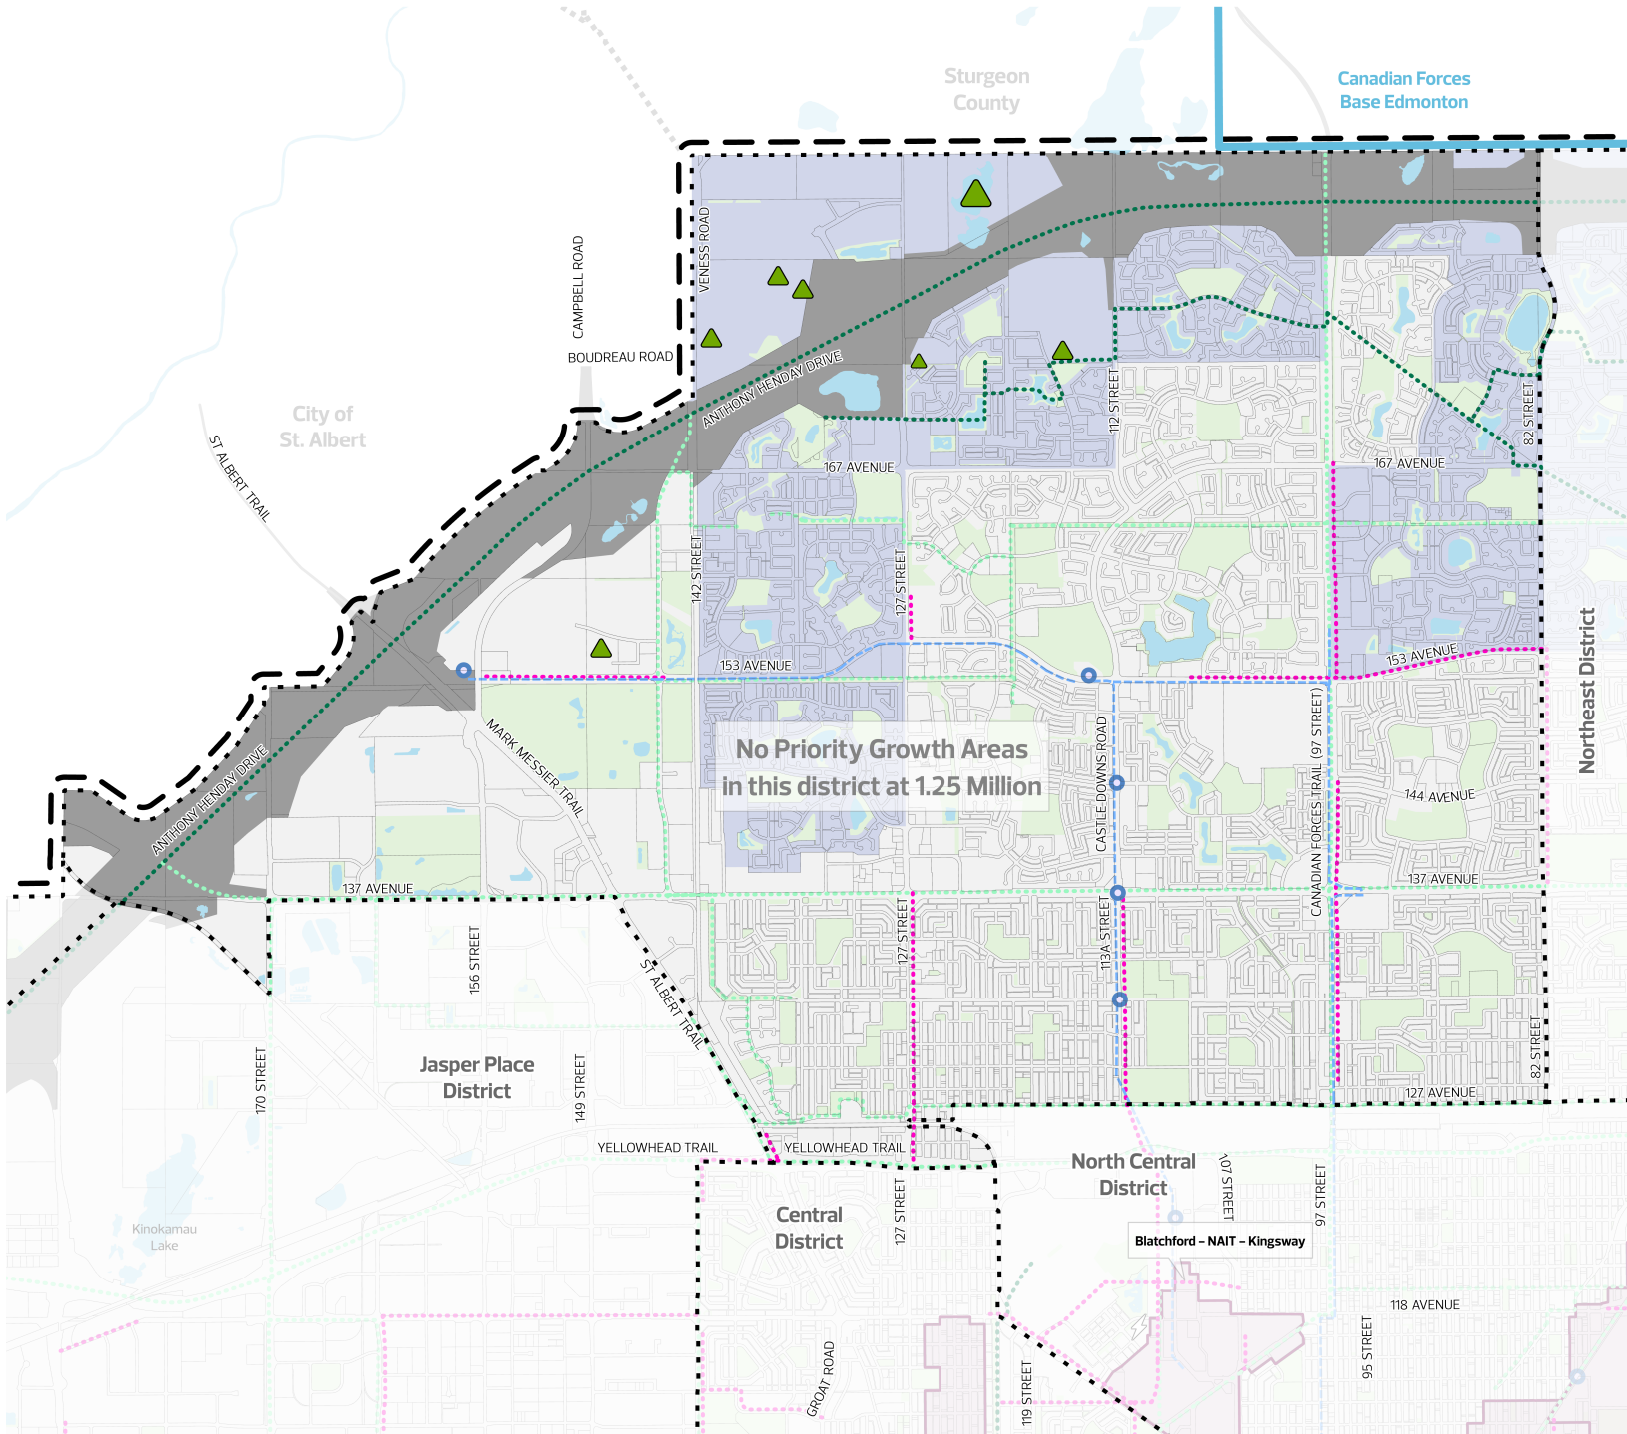 Sturgeon
County
Canadian Forces
Base Edmonton
VENESS ROAD
CAMPBELL ROAD
BOUDREAU ROAD
ANTHONY HENDAY DRIVE
City of
St. Albert
ST ALBERT TRAIL
112 STREET
82 STREET
167 AVENUE
167 AVENUE
142 STREET
127 STREET
153 AVENUE
153 AVENUE
Northeast District
MARK MESSIER TRAIL
No Priority Growth Areas
in this district at 1.25 Million
CASTLE DOWNS ROAD
CANADIAN FORCES TRAIL (97 STREET)
144 AVENUE
ANTHONY HENDAY DRIVE
137 AVENUE
137 AVENUE
127 STREET
113A STREET
156 STREET
ST ALBERT TRAIL
82 STREET
Jasper Place
District
170 STREET
149 STREET
127 AVENUE
YELLOWHEAD TRAIL
YELLOWHEAD TRAIL
North Central
District
107 STREET
97 STREET
127 STREET
Central
District
Kinokamau
Lake
Blatchford - NAIT - Kingsway
118 AVENUE
95 STREET
GROAT ROAD
119 STREET